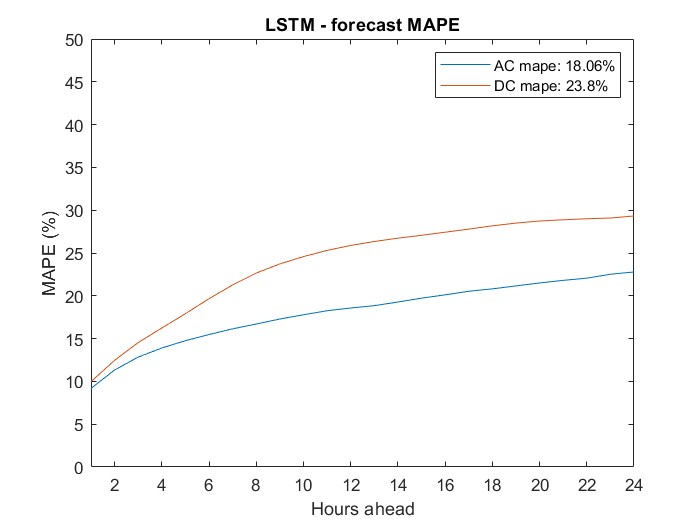 LSTM - forecast MAPE
AC mape: 18.06%
DC mape: 23.8%
50
45
40
35
30
25
20
15
10
5
0
MAPE (%)
2 4 6 8 10 12 14 16 18 20 22 24
Hours ahead